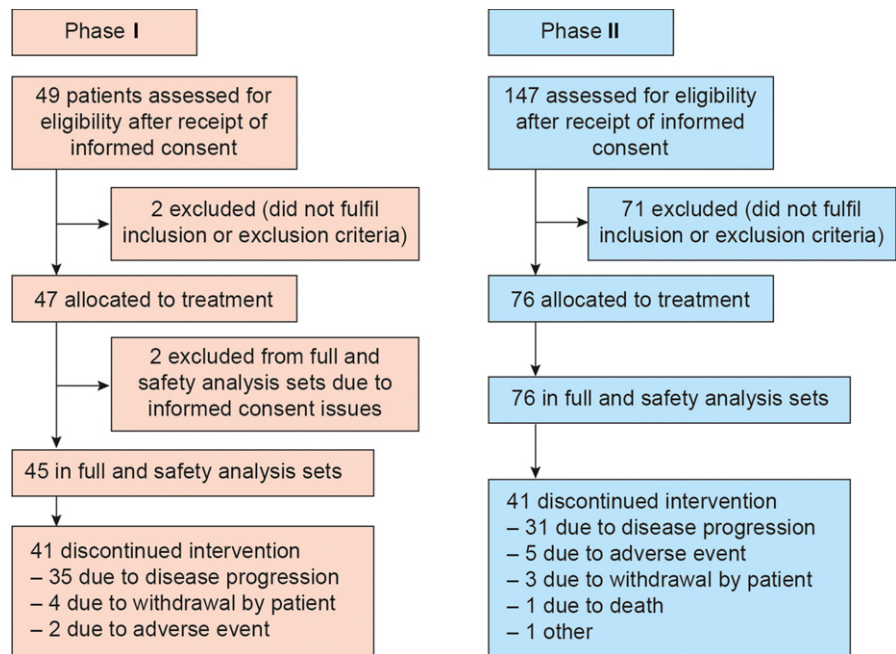 Phase I
49 patients assessed for
eligibility after receipt of
informed consent
2 excluded (did not fulfil
inclusion or exclusion criteria)
47 allocated to treatment
2 excluded from full and
safety analysis sets due to
informed consent issues
45 in full and safety analysis sets
41 discontinued intervention
– 35 due to disease progression
– 4 due to withdrawal by patient
– 2 due to adverse event
Phase II
147 assessed for eligibility
after receipt of informed
consent
71 excluded (did not fulfil
inclusion or exclusion criteria)
76 allocated to treatment
76 in full and safety analysis sets
41 discontinued intervention
– 31 due to disease progression
– 5 due to adverse event
– 3 due to withdrawal by patient
– 1 due to death
– 1 other